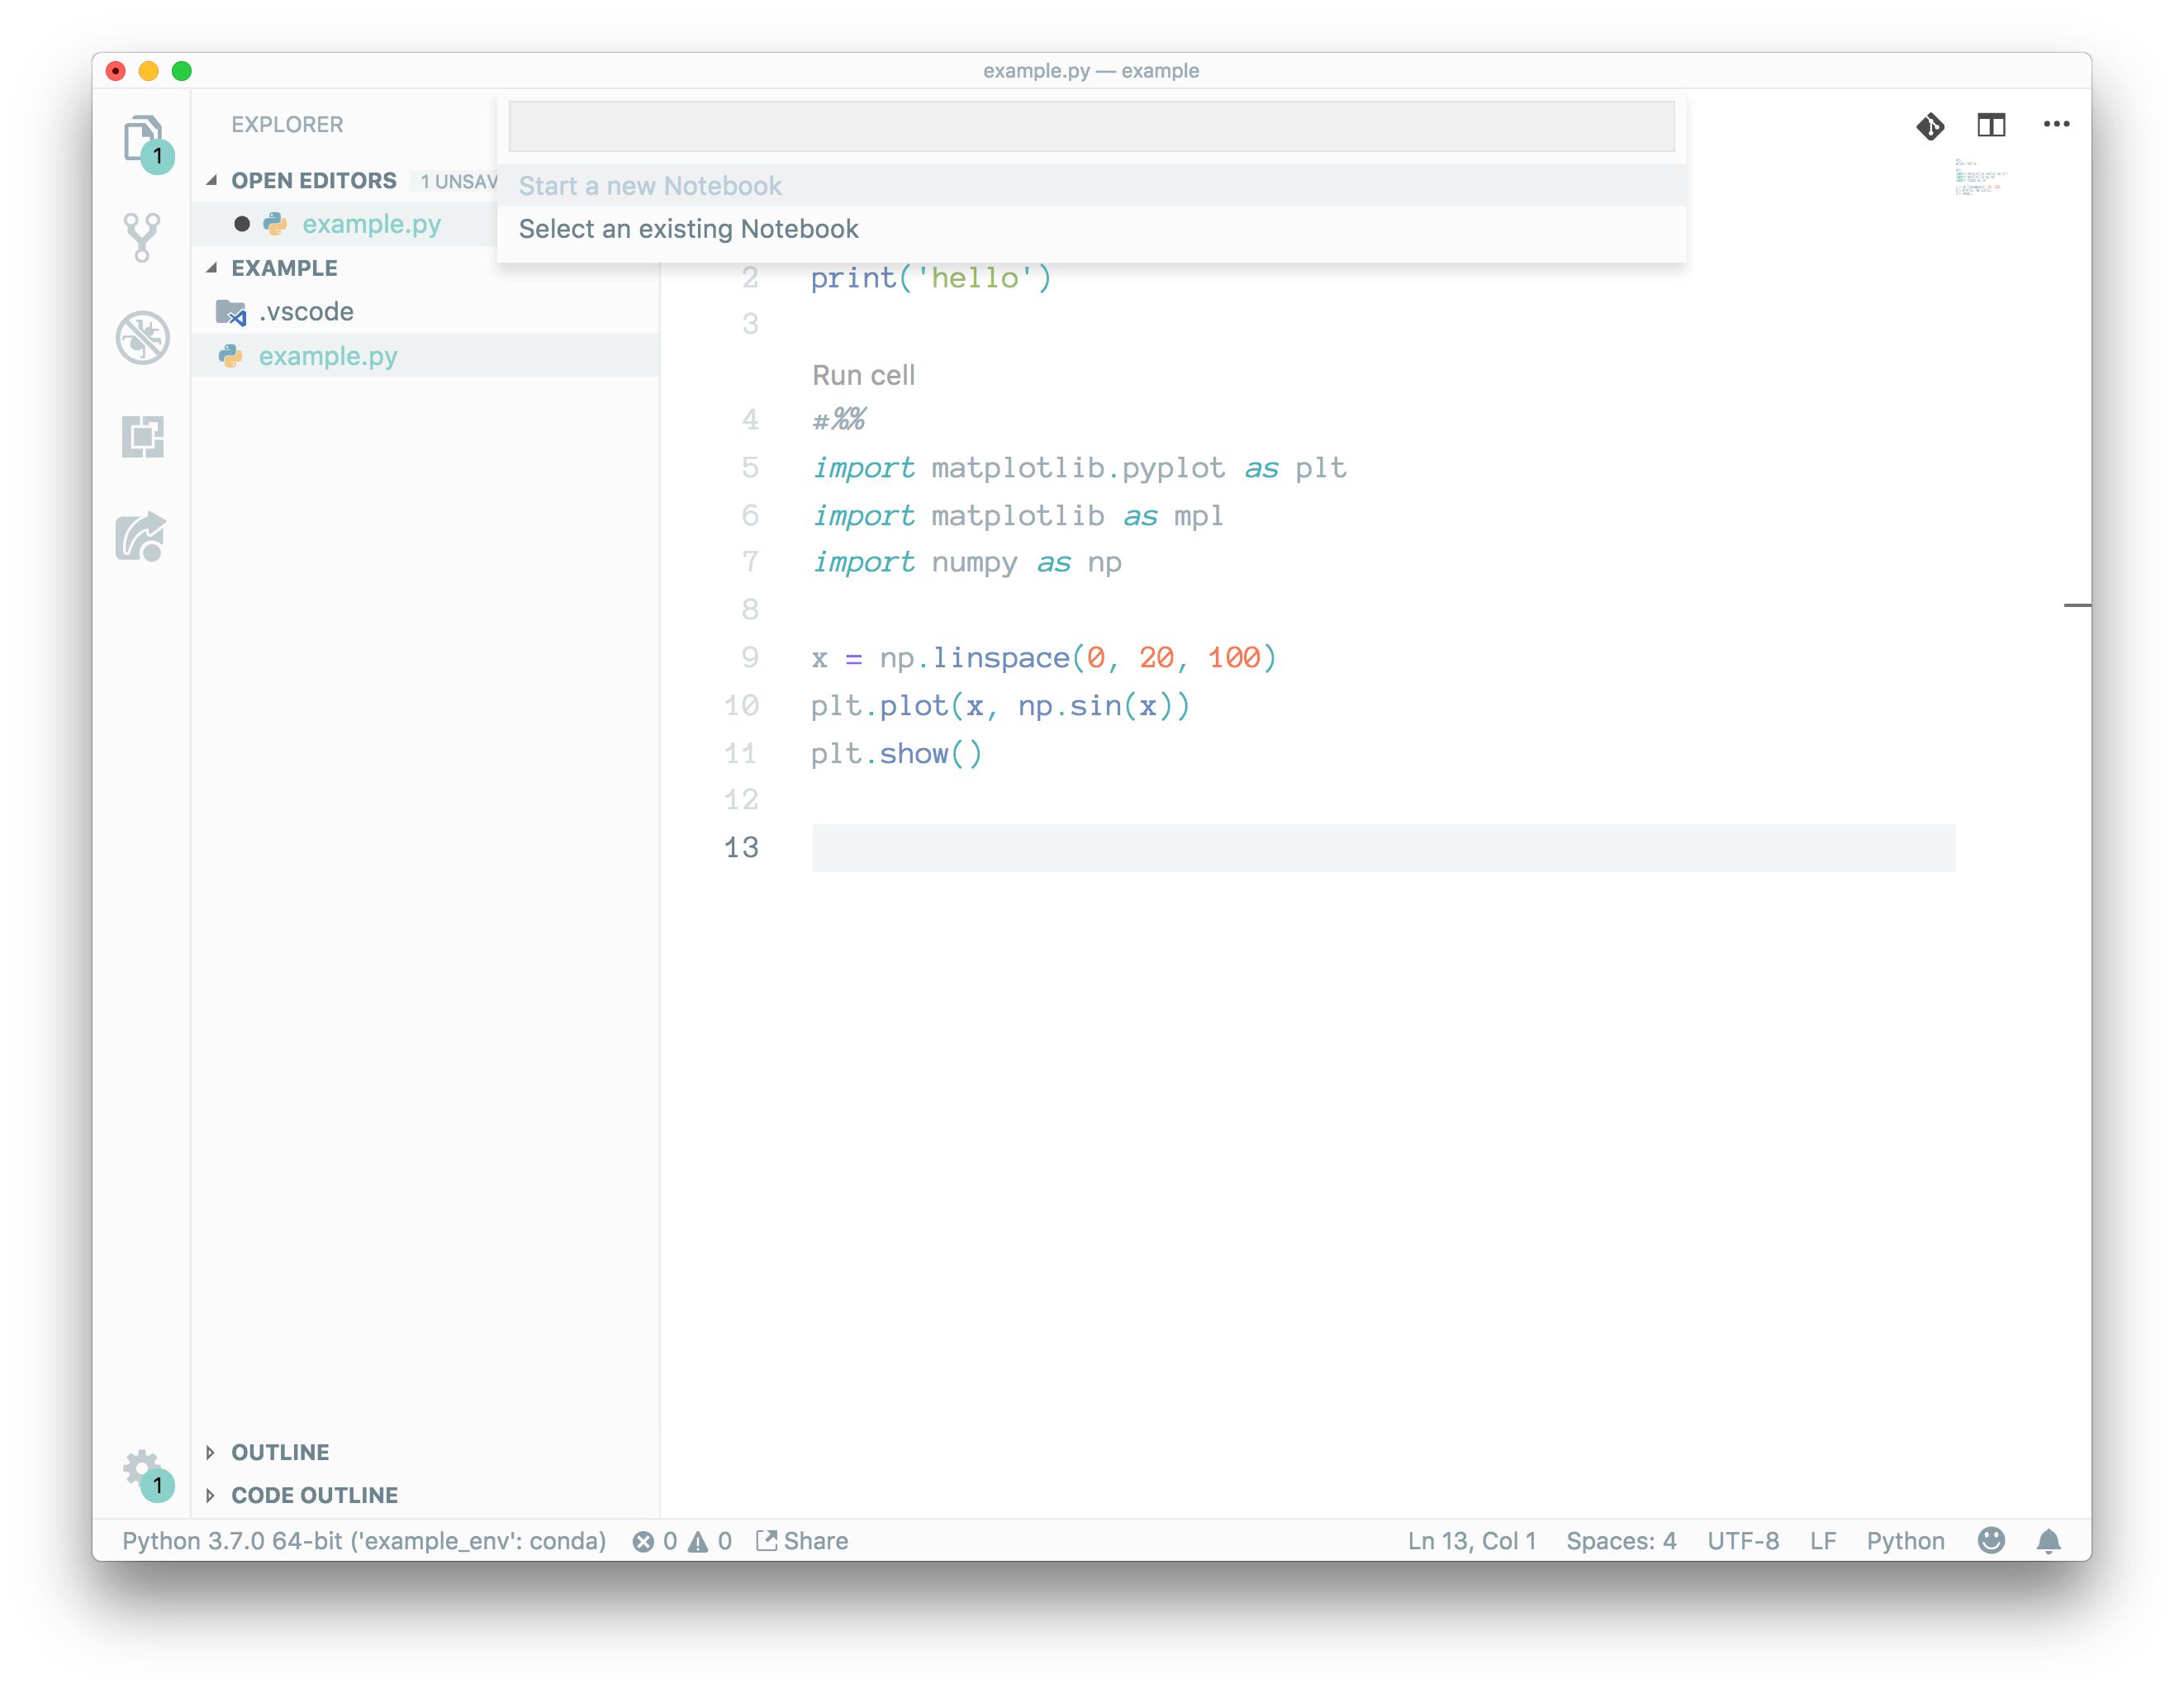 example.py — example
EXPLORER
OPEN EDITORS 1 UNSAV
example.py
EXAMPLE
.vscode
example.py
1
Start a new Notebook
Select an existing Notebook
2 print('hello')
3
Run cell
4 #%%
5 import matplotlib.pyplot as plt
6 import matplotlib as mpl
7 import numpy as np
8
9 x = np.linspace(0, 20, 100)
10 plt.plot(x, np.sin(x))
11 plt.show()
12
13
1
OUTLINE
CODE OUTLINE
Python 3.7.0 64-bit ('example_env': conda) 0 0 Share Ln 13, Col 1 Spaces: 4 UTF-8 LF Python